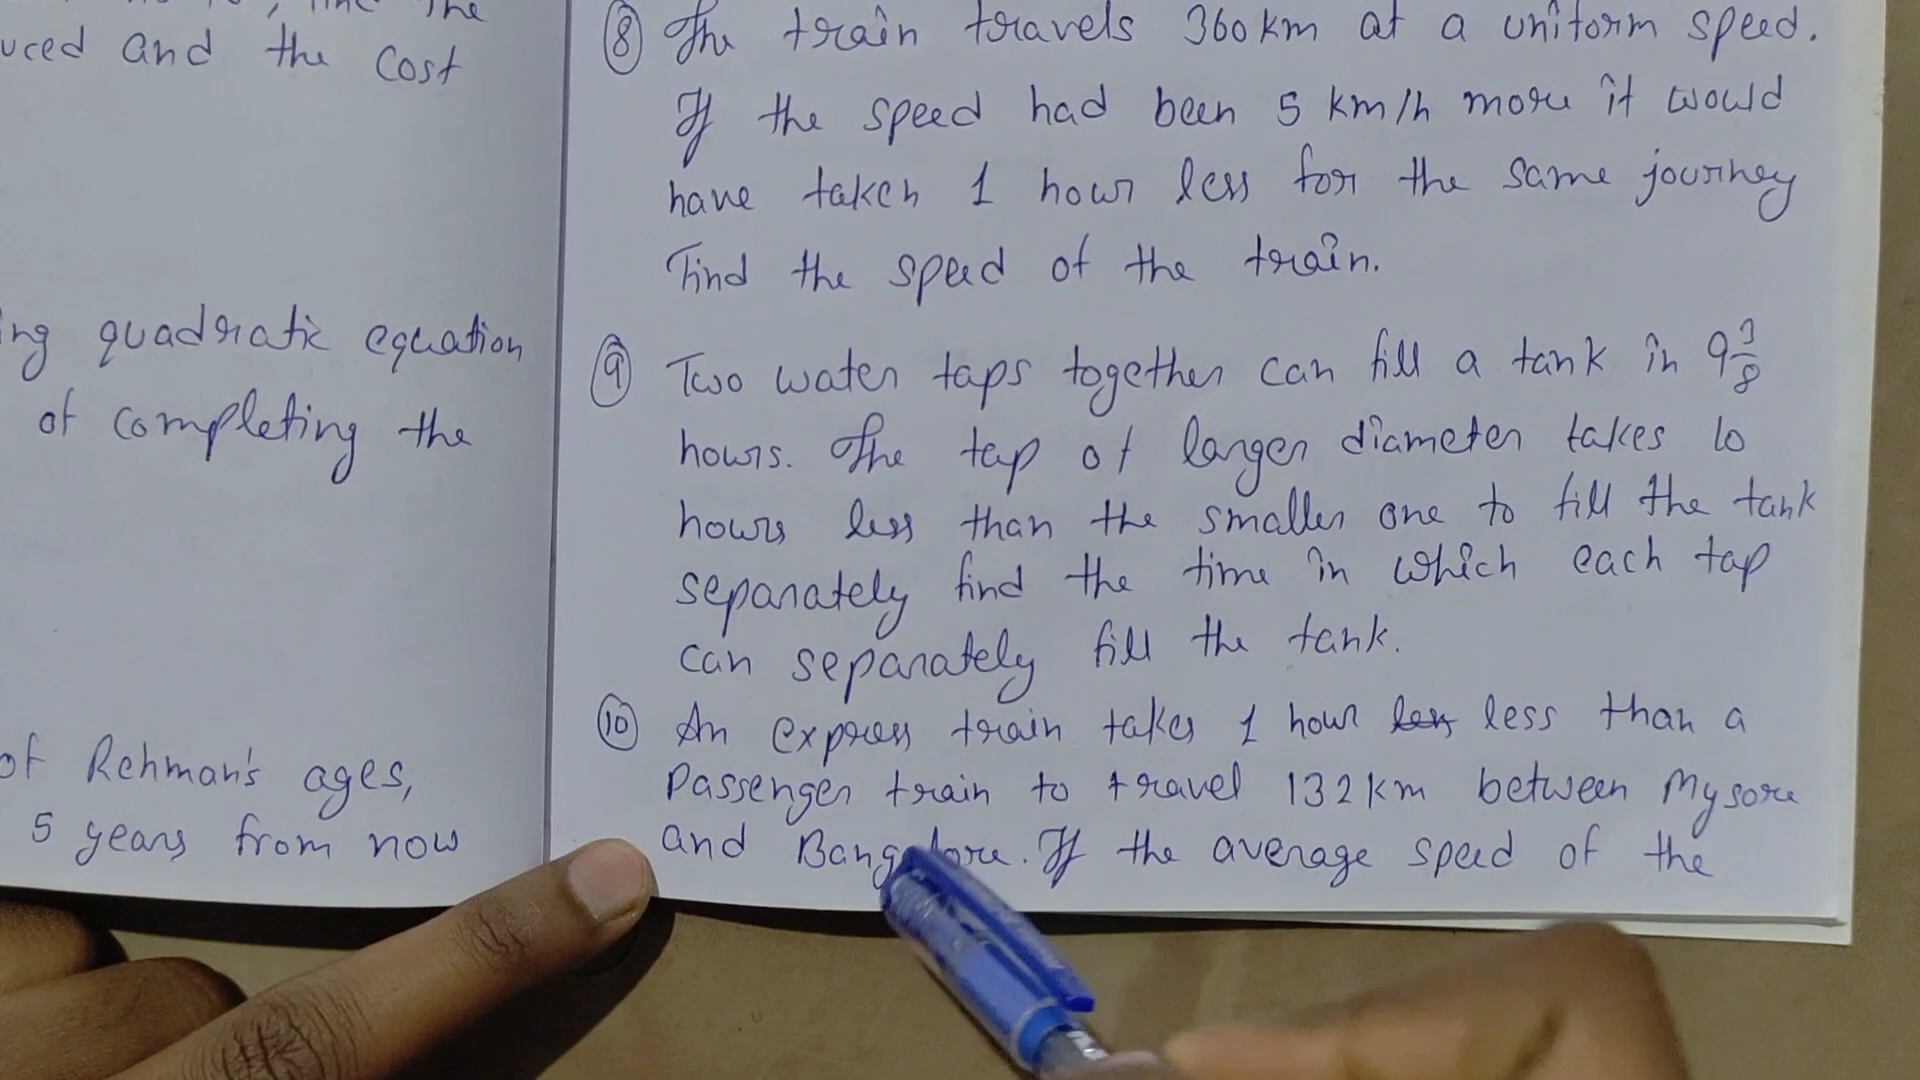 the
uced and the cost
ing quadratic equation
of completing the
of Rehman's ages,
5 years from now
8 The train travels 360 km at a uniform speed.
If the speed had been 5 km/h more it would
have taken 1 hour less for the same journey
Find the speed of the train.
9 Two water taps together can fill a tank in 9 3/8
hours. The tap of larger diameter takes 10
hours less than the smaller one to fill the tank
separately find the time in which each tap
can separately fill the tank.
10 An express train takes 1 hour less than a
Passenger train to travel 132 km between Mysore
and Bangalore. If the average speed of the